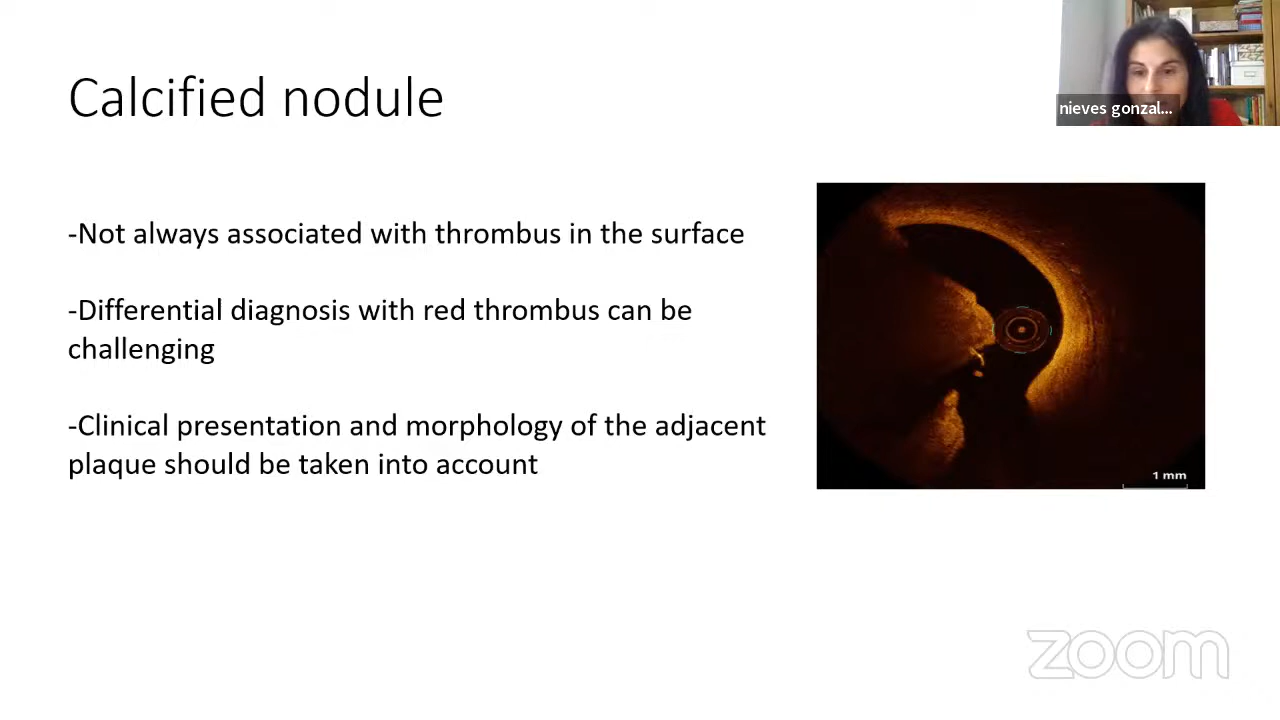 Calcified nodule
nieves gonzal...
-Not always associated with thrombus in the surface
-Differential diagnosis with red thrombus can be
challenging
-Clinical presentation and morphology of the adjacent
plaque should be taken into account
1 mm
zoom